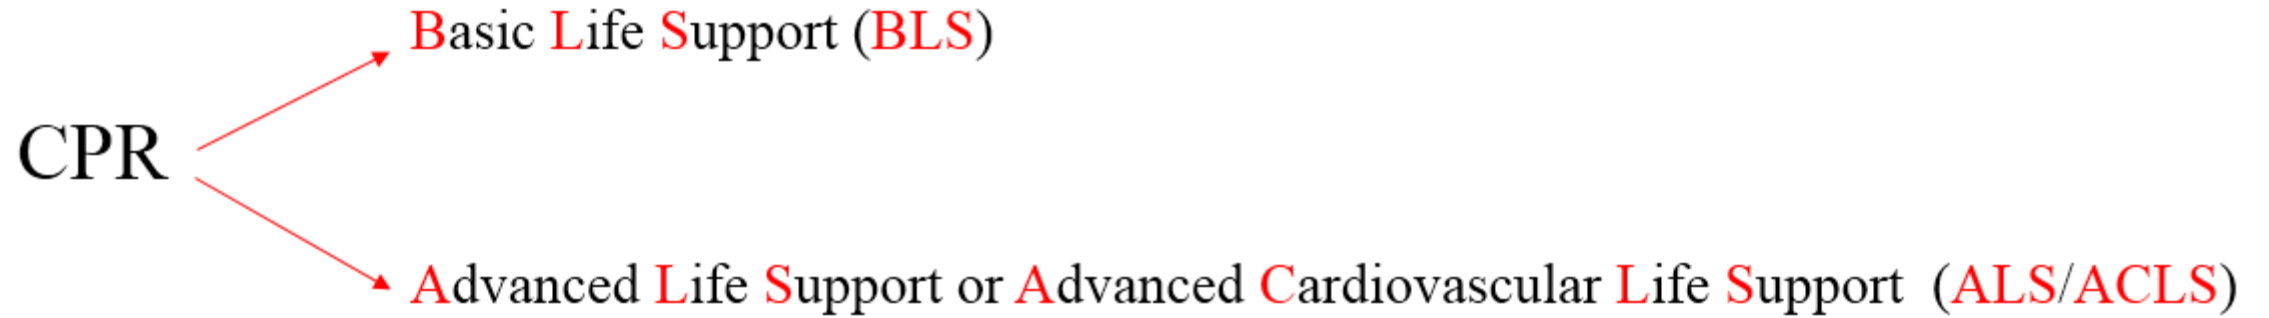 Basic Life Support (BLS)
CPR
Advanced Life Support or Advanced Cardiovascular Life Support (ALS/ACLS)